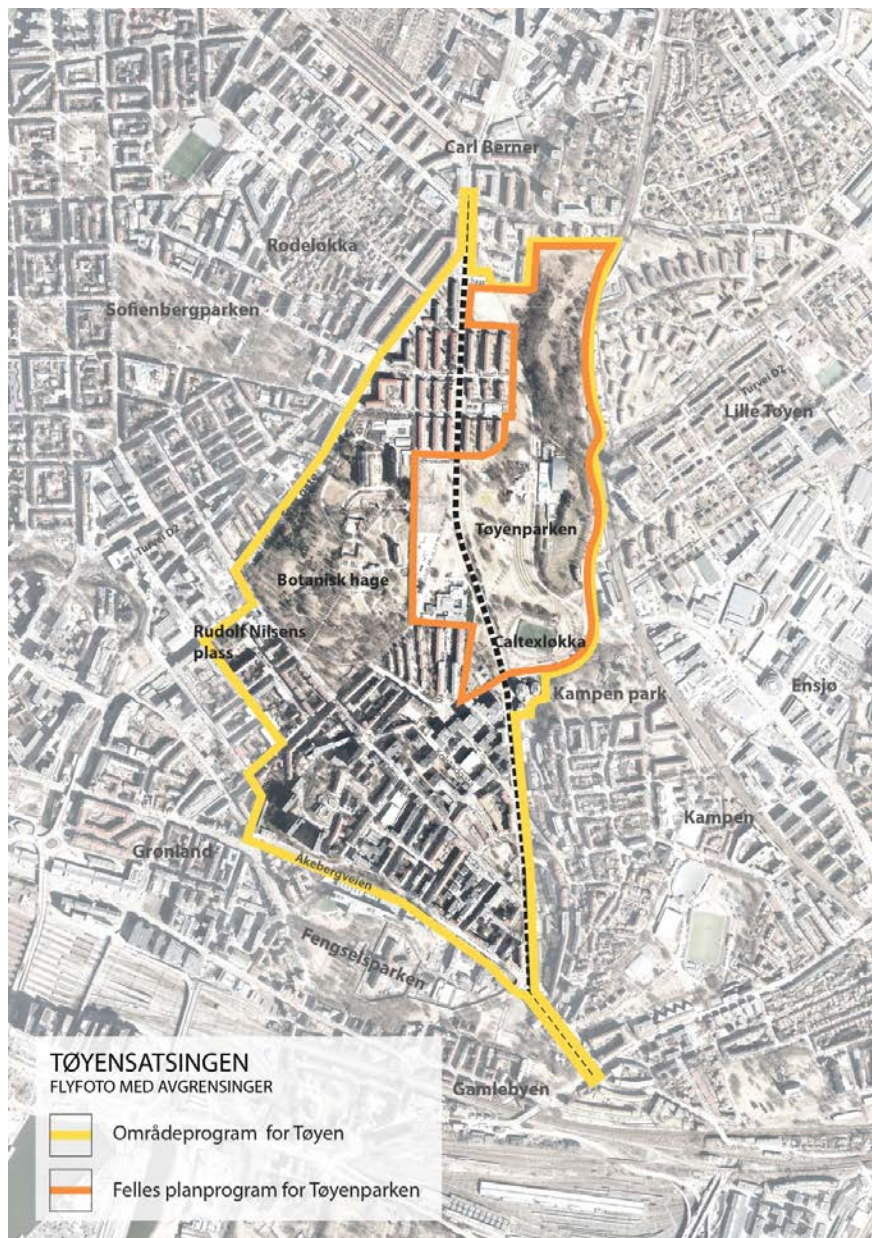 Carl Berner
Rodeløkka
Sofienbergparken
Turvei D2
Lille Tøyen
Tøyenparken
Turvei D2
Botanisk hage
Rudolf Nilsens
plass
Caltexløkka
Kampen park
Ensjø
Kampen
Grønland
Åkebergveien
Fengselsparken
Gamlebyen
TØYENSATSINGEN
FLYFOTO MED AVGRENSINGER
Områdeprogram for Tøyen
Felles planprogram for Tøyenparken